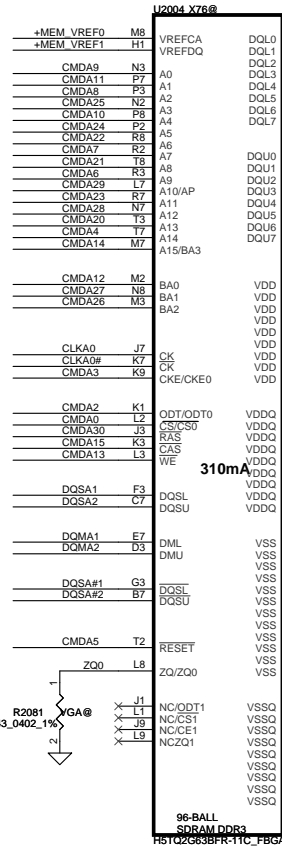 U2004 X76@
+MEM_VREF0 M8 VREFCA DQL0
+MEM_VREF1 H1 VREFDQ DQL1
DQL2
CMDA9 N3 A0 DQL3
CMDA11 P7 A1 DQL4
CMDA8 P3 A2 DQL5
CMDA25 N2 A3 DQL6
CMDA10 P8 A4 DQL7
CMDA24 P2 A5
CMDA22 R8 A6
CMDA7 R2 A7 DQU0
CMDA21 T8 A8 DQU1
CMDA6 R3 A9 DQU2
CMDA29 L7 A10/AP DQU3
CMDA23 R7 A11 DQU4
CMDA28 N7 A12 DQU5
CMDA20 T3 A13 DQU6
CMDA4 T7 A14 DQU7
CMDA14 M7 A15/BA3
CMDA12 M2 BA0 VDD
CMDA27 N8 BA1 VDD
CMDA26 M3 BA2 VDD
VDD
VDD
VDD
CLKA0 J7 CK VDD
CLKA0# K7 CK VDD
CMDA3 K9 CKE/CKE0 VDD
CMDA2 K1 ODT/ODT0 VDDQ
CMDA0 L2 CS/CS0 VDDQ
CMDA30 J3 RAS VDDQ
CMDA15 K3 CAS VDDQ
CMDA13 L3 WE VDDQ
310mA VDDQ
VDDQ
DQSA1 F3 DQSL VDDQ
DQSA2 C7 DQSU VDDQ
DQMA1 E7 DML VSS
DQMA2 D3 DMU VSS
VSS
VSS
DQSA#1 G3 DQSL VSS
DQSA#2 B7 DQSU VSS
VSS
VSS
VSS
CMDA5 T2 RESET VSS
VSS
ZQ0 L8 ZQ/ZQ0 VSS
1
J1 NC/ODT1 VSSQ
R2081 VGA@ L1 NC/CS1 VSSQ
43_0402_1% J9 NC/CE1 VSSQ
2 L9 NCZQ1 VSSQ
VSSQ
VSSQ
VSSQ
VSSQ
VSSQ
96-BALL
SDRAM DDR3
H5TQ2G63BFR-11C_FBGA